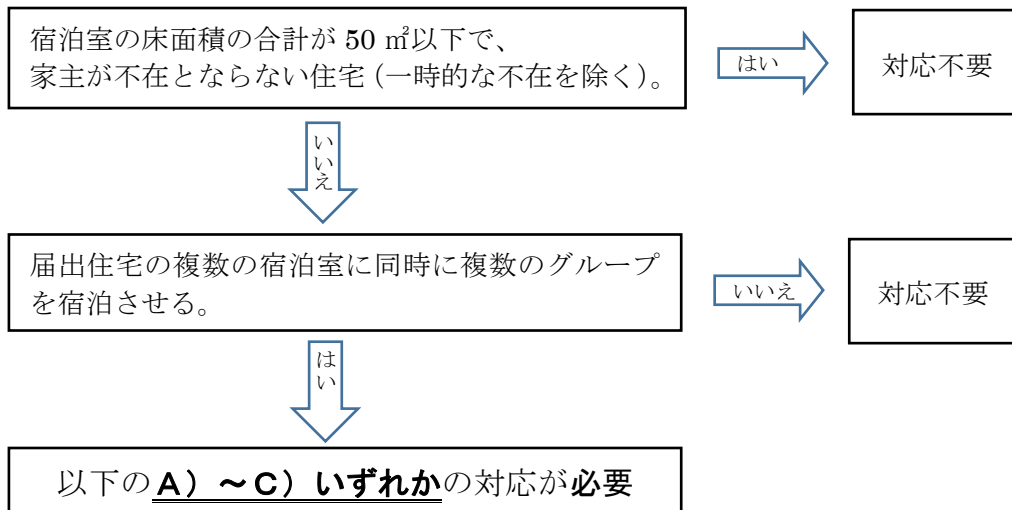 宿泊室の床面積の合計が 50 ㎡以下で、
家主が不在とならない住宅（一時的な不在を除く）。
はい
対応不要
いいえ
届出住宅の複数の宿泊室に同時に複数のグループ
を宿泊させる。
いいえ
対応不要
はい
以下のＡ）～Ｃ）いずれかの対応が必要